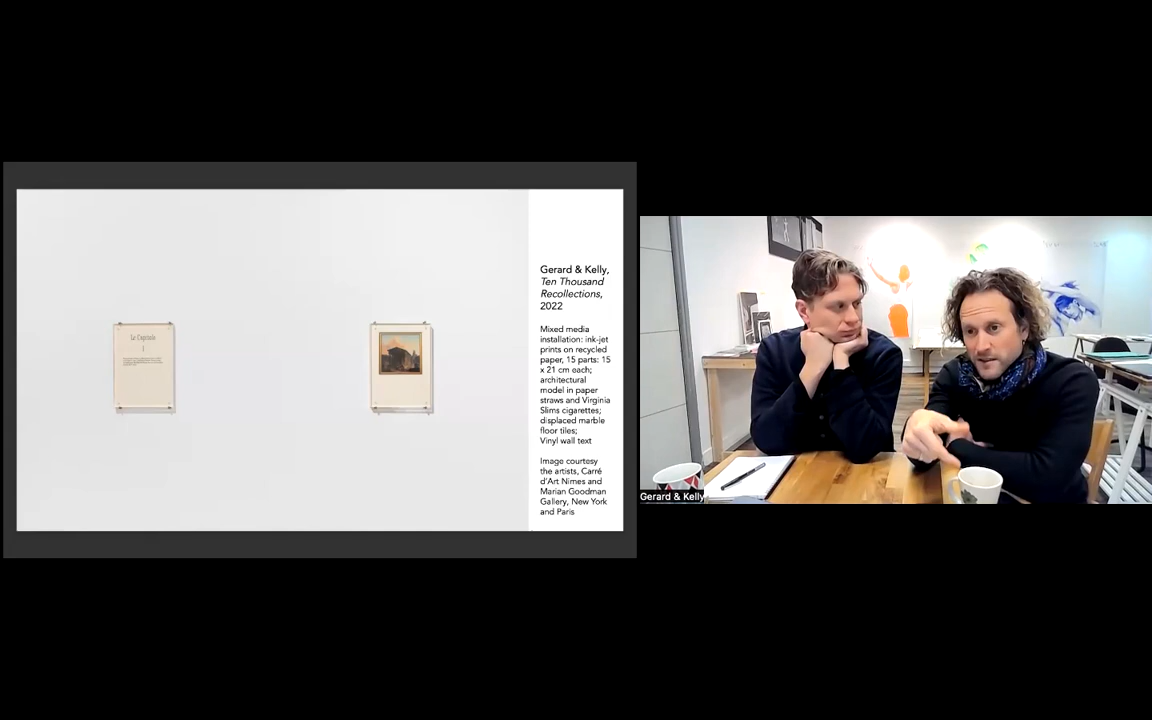 Le Capitole
I
Gerard & Kelly,
Ten Thousand
Recollections,
2022
Mixed media
installation: ink-jet
prints on recycled
paper, 15 parts: 15
x 21 cm each;
architectural
model in paper
straws and Virginia
Slims cigarettes;
displaced marble
floor tiles;
Vinyl wall text
Image courtesy
the artists, Carré
d'Art Nimes and
Marian Goodman
Gallery, New York
and Paris
Gerard & Kelly